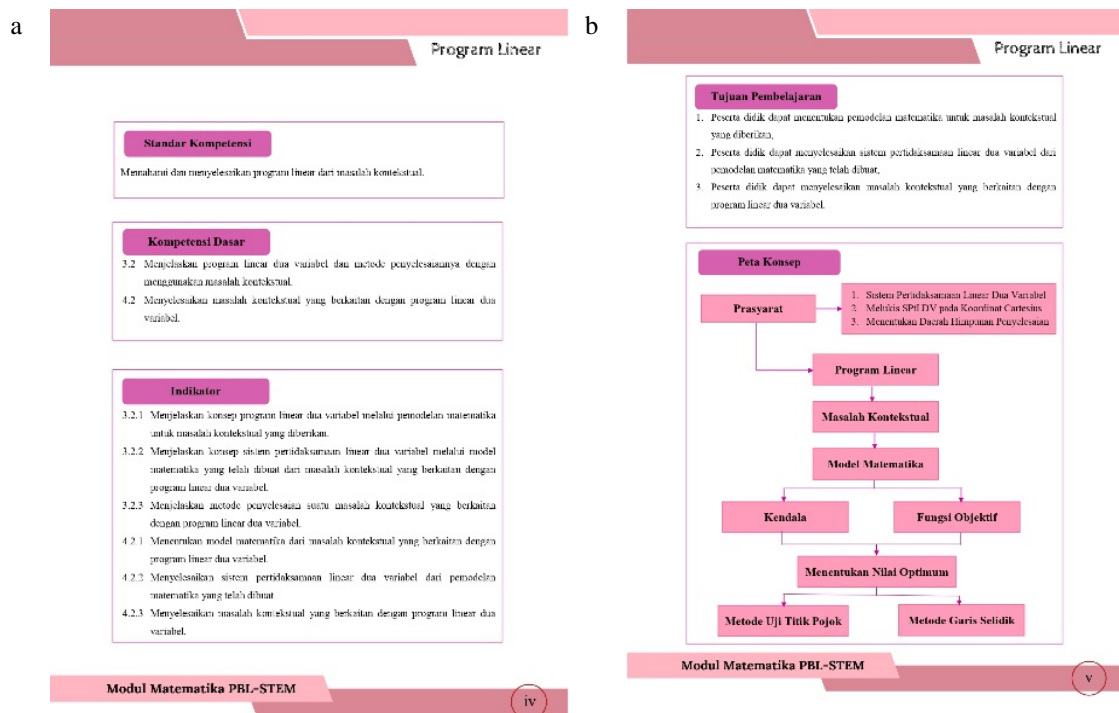 a
Program Linear
Standar Kompetensi
Memahami dan menyelesaikan program linear dari masalah kontekstual.
Kompetensi Dasar
3.2 Menjelaskan program linear dua variabel dan metode penyelesaiannya dengan
menggunakan masalah kontekstual.
4.2 Menyelesaikan masalah kontekstual yang berkaitan dengan program linear dua
variabel.
Indikator
3.2.1 Menjelaskan konsep program linear dua variabel melalui pemodelan matematika
untuk masalah kontekstual yang diberikan.
3.2.2 Menjelaskan konsep sistem pertidaksamaan linear dua variabel melalui model
matematika yang telah dibuat dari masalah kontekstual yang berkaitan dengan
program linear dua variabel.
3.2.3 Menjelaskan metode penyelesaian suatu masalah kontekstual yang berkaitan
dengan program linear dua variabel.
4.2.1 Menentukan model matematika dari masalah kontekstual yang berkaitan dengan
program linear dua variabel.
4.2.2 Menyelesaikan sistem pertidaksamaan linear dua variabel dari pemodelan
matematika yang telah dibuat
4.2.3 Menyelesaikan masalah kontekstual yang berkaitan dengan program linear dua
variabel.
Modul Matematika PBL-STEM
iv
b
Program Linear
Tujuan Pembelajaran
1. Peserta didik dapat menentukan pemodelan matematika untuk masalah kontekstual
yang diberikan,
2. Peserta didik dapat menyelesaikan sistem pertidaksamaan linear dua variabel dari
pemodelan matematika yang telah dibuat,
3. Peserta didik dapat menyelesaikan masalah kontekstual yang berkaitan dengan
program linear dua variabel.
Peta Konsep
Prasyarat
1. Sistem Pertidaksamaan Linear Dua Variabel
2. Melukis SPtLDV pada Koordinat Cartesius
3. Menentukan Daerah Himpunan Penyelesaian
Program Linear
Masalah Kontekstual
Model Matematika
Kendala
Fungsi Objektif
Menentukan Nilai Optimum
Metode Uji Titik Pojok
Metode Garis Selidik
Modul Matematika PBL-STEM
v